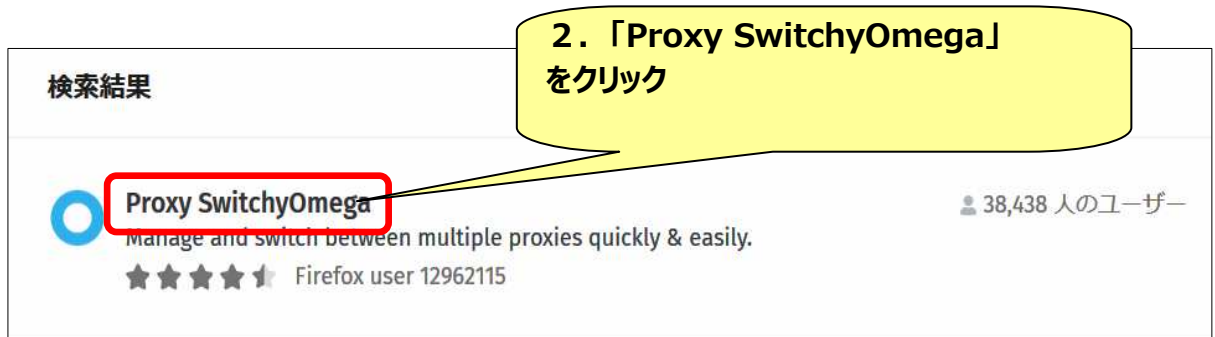 2．「Proxy SwitchyOmega」
をクリック
検索結果
Proxy SwitchyOmega
Manage and switch between multiple proxies quickly & easily.
38,438 人のユーザー
Firefox user 12962115